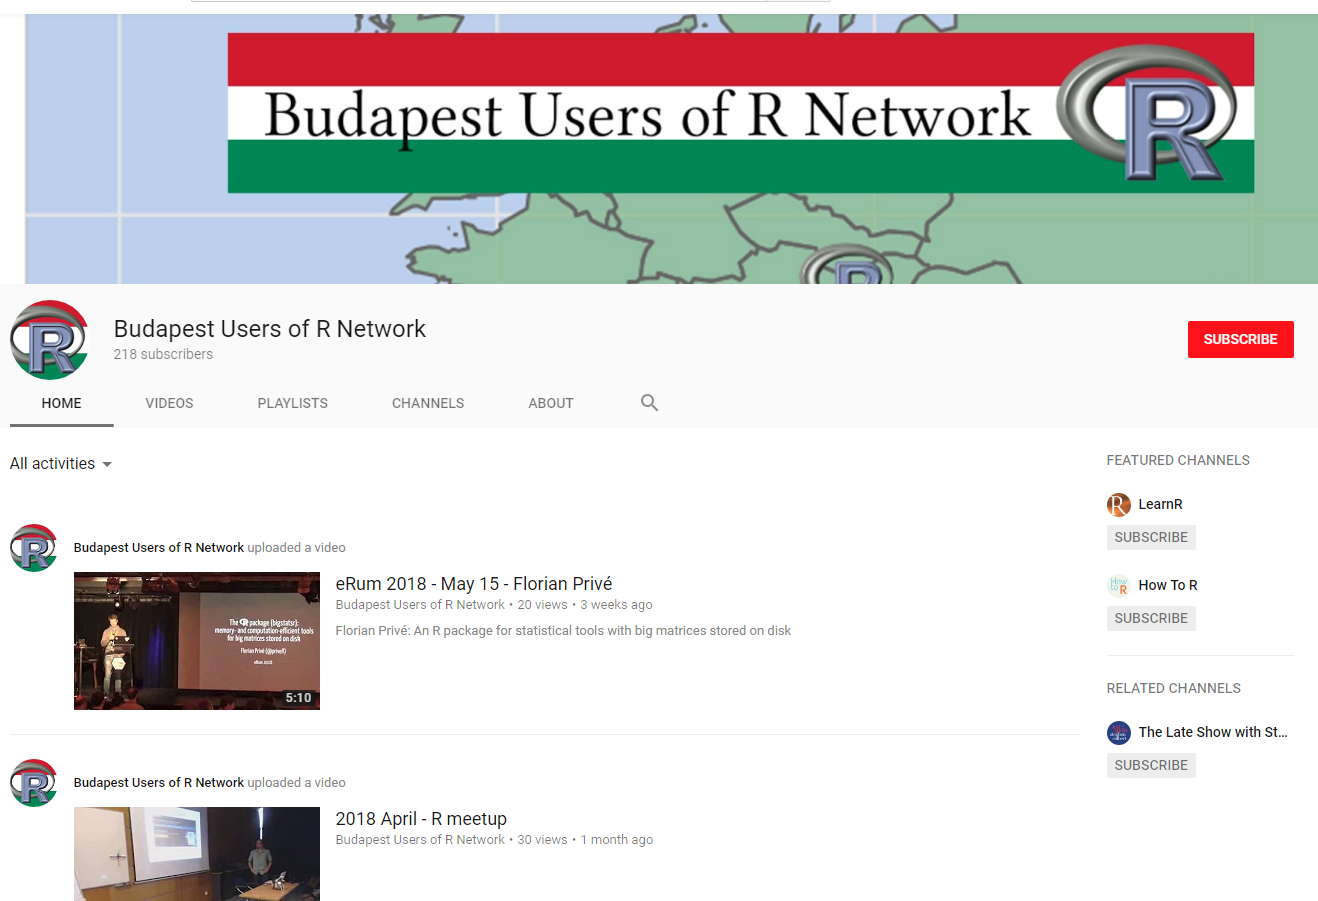 Budapest Users of R Network
R
R
R
Budapest Users of R Network
218 subscribers
SUBSCRIBE
HOME VIDEOS PLAYLISTS CHANNELS ABOUT
All activities
FEATURED CHANNELS
R
LearnR
SUBSCRIBE
How To R
How To R
SUBSCRIBE
RELATED CHANNELS
The Late Show with St...
SUBSCRIBE
R
Budapest Users of R Network uploaded a video
The R package {bigstatsr}:
memory- and computation-efficient tools
for big matrices stored on disk
Florian Privé (@privefl)
eRum 2018
5:10
eRum 2018 - May 15 - Florian Privé
Budapest Users of R Network • 20 views • 3 weeks ago
Florian Privé: An R package for statistical tools with big matrices stored on disk
R
Budapest Users of R Network uploaded a video
2018 April - R meetup
Budapest Users of R Network • 30 views • 1 month ago